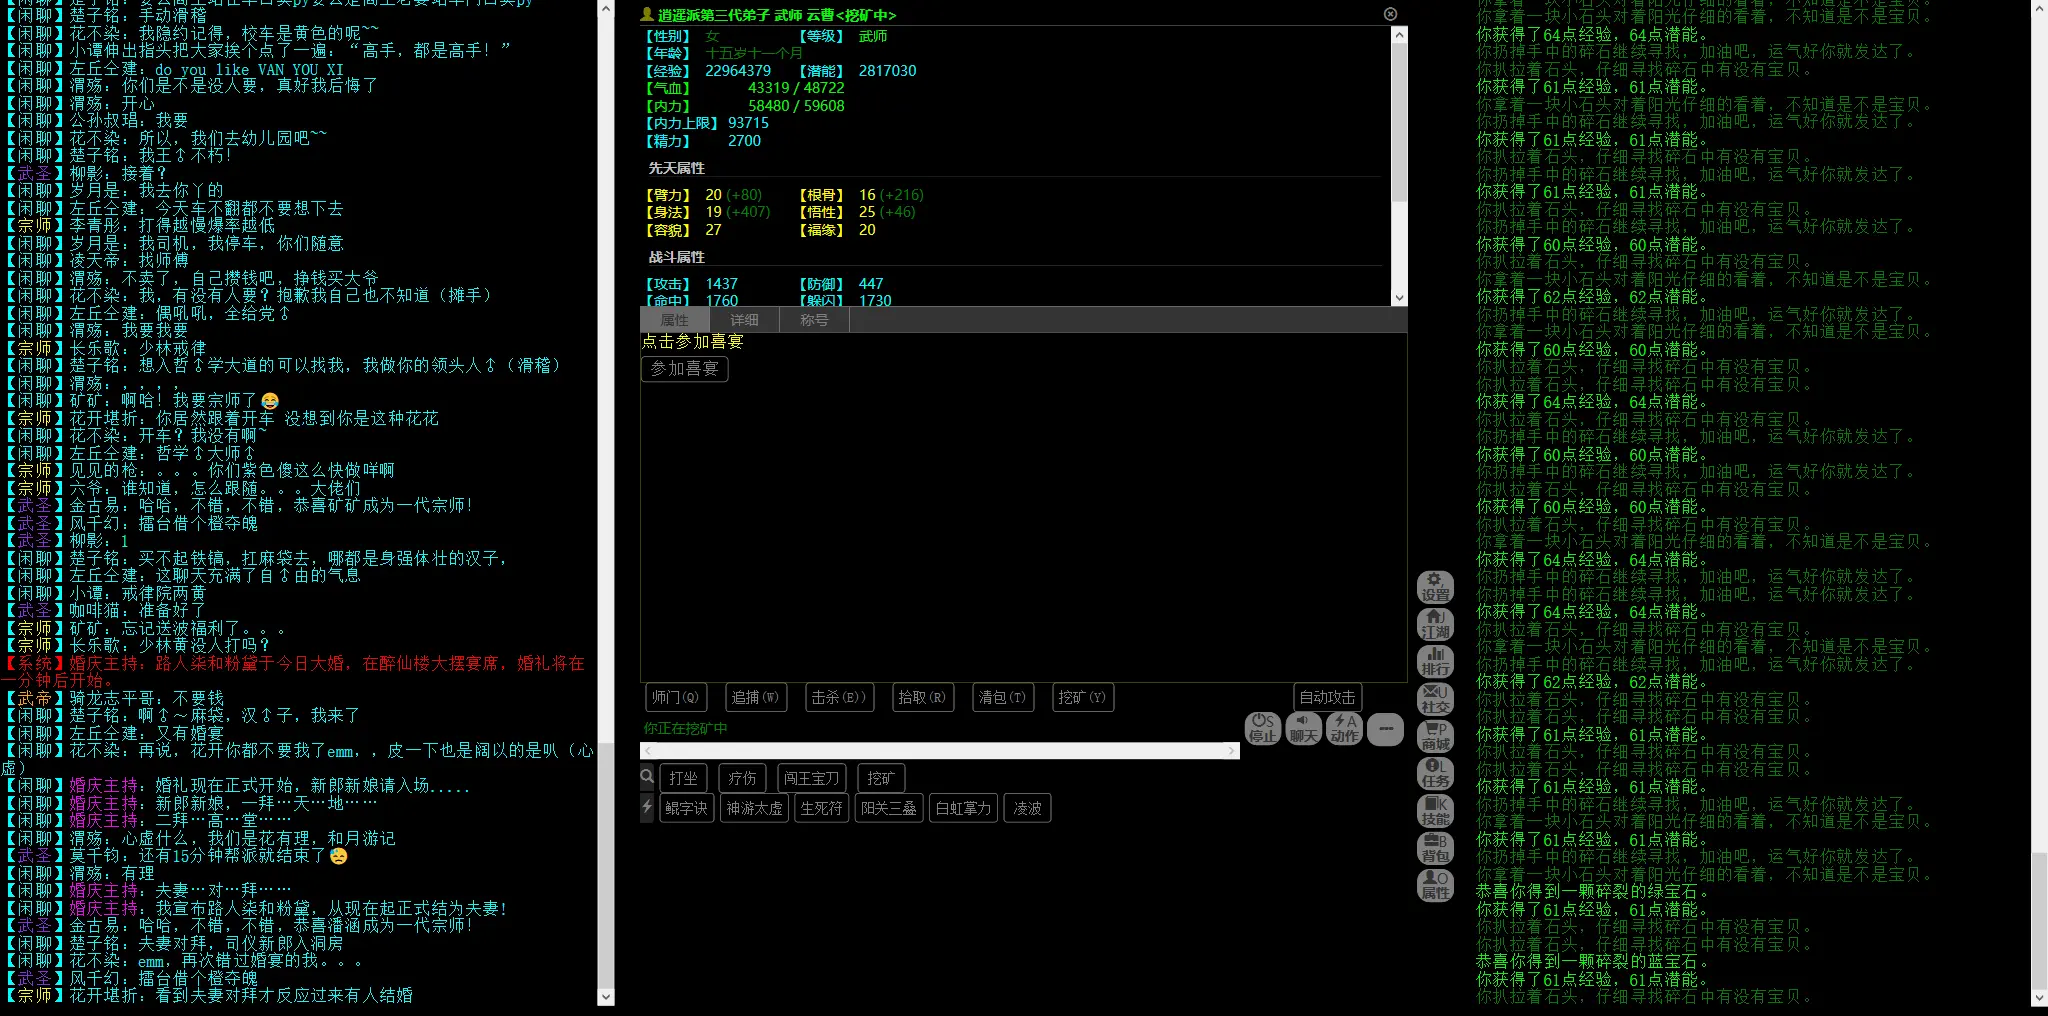 【闲聊】楚子铭：手动滑稽
【闲聊】花不染：我隐约记得，校车是黄色的呢~~
【闲聊】小谭伸出指头把大家挨个点了一遍：“高手，都是高手！”
【闲聊】左丘仝建：do you like VAN YOU XI
【闲聊】渭殇：你们是不是没人要，真好我后悔了
【闲聊】渭殇：开心
【闲聊】公孙叔琩：我要
【闲聊】花不染：所以，我们去幼儿园吧~~
【闲聊】楚子铭：我王♂不朽！
【武圣】柳影：接着？
【闲聊】岁月是：我去你丫的
【闲聊】左丘仝建：今天车不翻都不要想下去
【宗师】李青彤：打得越慢爆率越低
【闲聊】岁月是：我司机，我停车，你们随意
【闲聊】凌天帝：找师傅
【闲聊】渭殇：不卖了，自己攒钱吧，挣钱买大爷
【闲聊】花不染：我，有没有人要？抱歉我自己也不知道（摊手）
【闲聊】左丘仝建：偶吼吼，全给党♂
【闲聊】渭殇：我要我要
【宗师】长乐歌：少林戒律
【闲聊】楚子铭：想入哲♂学大道的可以找我，我做你的领头人♂（滑稽）
【闲聊】渭殇：，，，，
【闲聊】矿矿：啊哈！我要宗师了😂
【宗师】花开堪折：你居然跟着开车 没想到你是这种花花
【闲聊】花不染：开车？我没有啊~
【闲聊】左丘仝建：哲学♂大师♂
【宗师】见见的枪：。。。你们紫色傻这么快做咩啊
【宗师】六爷：谁知道，怎么跟随。。。大佬们
【武圣】金古易：哈哈，不错，不错，恭喜矿矿成为一代宗师！
【武圣】风千幻：擂台借个橙夺魄
【武圣】柳影：1
【闲聊】楚子铭：买不起铁镐，扛麻袋去，哪都是身强体壮的汉子，
【闲聊】左丘仝建：这聊天充满了自♂由的气息
【闲聊】小谭：戒律院两黄
【武圣】咖啡猫：准备好了
【宗师】矿矿：忘记送波福利了。。。
【宗师】长乐歌：少林黄没人打吗？
【系统】婚庆主持：路人柒和粉黛于今日大婚，在醉仙楼大摆宴席，婚礼将在
一分钟后开始。
【武帝】骑龙志平哥：不要钱
【闲聊】楚子铭：啊♂～麻袋，汉♂子，我来了
【闲聊】左丘仝建：又有婚宴
【闲聊】花不染：再说，花开你都不要我了emm，，皮一下也是阔以的是叭（心
虚）
【闲聊】婚庆主持：婚礼现在正式开始，新郎新娘请入场.....
【闲聊】婚庆主持：新郎新娘，一拜…天…地……
【闲聊】婚庆主持：二拜…高…堂……
【闲聊】渭殇：心虚什么，我们是花有理，和月游记
【武圣】莫千钧：还有15分钟帮派就结束了😓
【闲聊】渭殇：有理
【闲聊】婚庆主持：夫妻…对…拜……
【闲聊】婚庆主持：我宣布路人柒和粉黛，从现在起正式结为夫妻！
【武圣】金古易：哈哈，不错，不错，恭喜潘涵成为一代宗师！
【闲聊】楚子铭：夫妻对拜，司仪新郎入洞房
【闲聊】花不染：emm，再次错过婚宴的我。。。
【武圣】风千幻：擂台借个橙夺魄
【宗师】花开堪折：看到夫妻对拜才反应过来有人结婚
逍遥派第三代弟子 武师 云曹<挖矿中>
【性别】 女 【等级】 武师
【年龄】 十五岁十一个月
【经验】 22964379 【潜能】 2817030
【气血】 43319 / 48722
【内力】 58480 / 59608
【内力上限】 93715
【精力】 2700
先天属性
【臂力】 20 (+80) 【根骨】 16 (+216)
【身法】 19 (+407) 【悟性】 25 (+46)
【容貌】 27 【福缘】 20
战斗属性
【攻击】 1437 【防御】 447
【命中】 1760 【躲闪】 1730
属性 详细 称号
点击参加喜宴
参加喜宴
师门(Q) 追捕(W) 击杀(E)) 拾取(R) 清包(T) 挖矿(Y) 自动攻击
你正在挖矿中
S 停止 聊天 A 动作
打坐 疗伤 闯王宝刀 挖矿
鲲字诀 神游太虚 生死符 阳关三叠 白虹掌力 凌波
设置
J 江湖
排行
U 社交
P 商城
L 任务
K 技能
B 背包
O 属性
你拿着一块小石头对着阳光仔细的看着，不知道是不是宝贝。
你获得了64点经验，64点潜能。
你扔掉手中的碎石继续寻找，加油吧，运气好你就发达了。
你扒拉着石头，仔细寻找碎石中有没有宝贝。
你获得了61点经验，61点潜能。
你拿着一块小石头对着阳光仔细的看着，不知道是不是宝贝。
你扔掉手中的碎石继续寻找，加油吧，运气好你就发达了。
你获得了61点经验，61点潜能。
你扒拉着石头，仔细寻找碎石中有没有宝贝。
你扔掉手中的碎石继续寻找，加油吧，运气好你就发达了。
你获得了61点经验，61点潜能。
你扒拉着石头，仔细寻找碎石中有没有宝贝。
你扔掉手中的碎石继续寻找，加油吧，运气好你就发达了。
你获得了60点经验，60点潜能。
你扒拉着石头，仔细寻找碎石中有没有宝贝。
你拿着一块小石头对着阳光仔细的看着，不知道是不是宝贝。
你获得了62点经验，62点潜能。
你扔掉手中的碎石继续寻找，加油吧，运气好你就发达了。
你拿着一块小石头对着阳光仔细的看着，不知道是不是宝贝。
你获得了60点经验，60点潜能。
你扒拉着石头，仔细寻找碎石中有没有宝贝。
你扒拉着石头，仔细寻找碎石中有没有宝贝。
你获得了64点经验，64点潜能。
你扒拉着石头，仔细寻找碎石中有没有宝贝。
你扔掉手中的碎石继续寻找，加油吧，运气好你就发达了。
你获得了60点经验，60点潜能。
你扔掉手中的碎石继续寻找，加油吧，运气好你就发达了。
你扒拉着石头，仔细寻找碎石中有没有宝贝。
你获得了60点经验，60点潜能。
你扒拉着石头，仔细寻找碎石中有没有宝贝。
你拿着一块小石头对着阳光仔细的看着，不知道是不是宝贝。
你获得了64点经验，64点潜能。
你扔掉手中的碎石继续寻找，加油吧，运气好你就发达了。
你扔掉手中的碎石继续寻找，加油吧，运气好你就发达了。
你获得了64点经验，64点潜能。
你扒拉着石头，仔细寻找碎石中有没有宝贝。
你拿着一块小石头对着阳光仔细的看着，不知道是不是宝贝。
你扔掉手中的碎石继续寻找，加油吧，运气好你就发达了。
你获得了62点经验，62点潜能。
你扒拉着石头，仔细寻找碎石中有没有宝贝。
你扒拉着石头，仔细寻找碎石中有没有宝贝。
你获得了61点经验，61点潜能。
你扒拉着石头，仔细寻找碎石中有没有宝贝。
你扔掉手中的碎石继续寻找，加油吧，运气好你就发达了。
你获得了61点经验，61点潜能。
你扒拉着石头，仔细寻找碎石中有没有宝贝。
你拿着一块小石头对着阳光仔细的看着，不知道是不是宝贝。
你获得了61点经验，61点潜能。
你扔掉手中的碎石继续寻找，加油吧，运气好你就发达了。
你拿着一块小石头对着阳光仔细的看着，不知道是不是宝贝。
恭喜你得到一颗碎裂的绿宝石。
你获得了61点经验，61点潜能。
你扒拉着石头，仔细寻找碎石中有没有宝贝。
你扒拉着石头，仔细寻找碎石中有没有宝贝。
恭喜你得到一颗碎裂的蓝宝石。
你获得了61点经验，61点潜能。
你扒拉着石头，仔细寻找碎石中有没有宝贝。